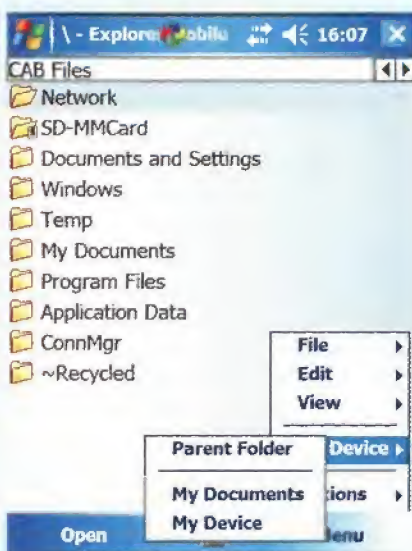 \ - Explore
16:07
CAB Files
Network
SD-MMCard
Documents and Settings
Windows
Temp
My Documents
Program Files
Application Data
ConnMgr
~Recycled
File
Edit
View
Device
Parent Folder
My Documents
My Device
Open